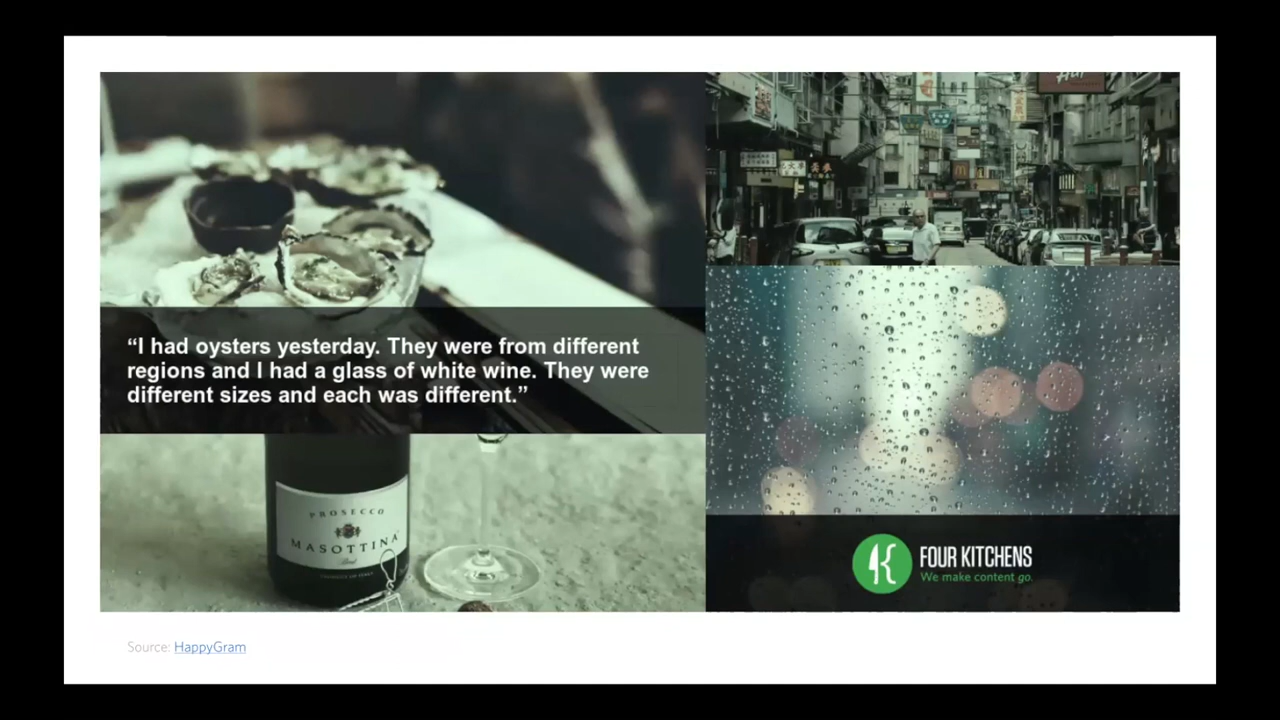 “I had oysters yesterday. They were from different
regions and I had a glass of white wine. They were
different sizes and each was different.”
PROSECCO
MASOTTINA
FOUR KITCHENS
We make content go.
Source: HappyGram